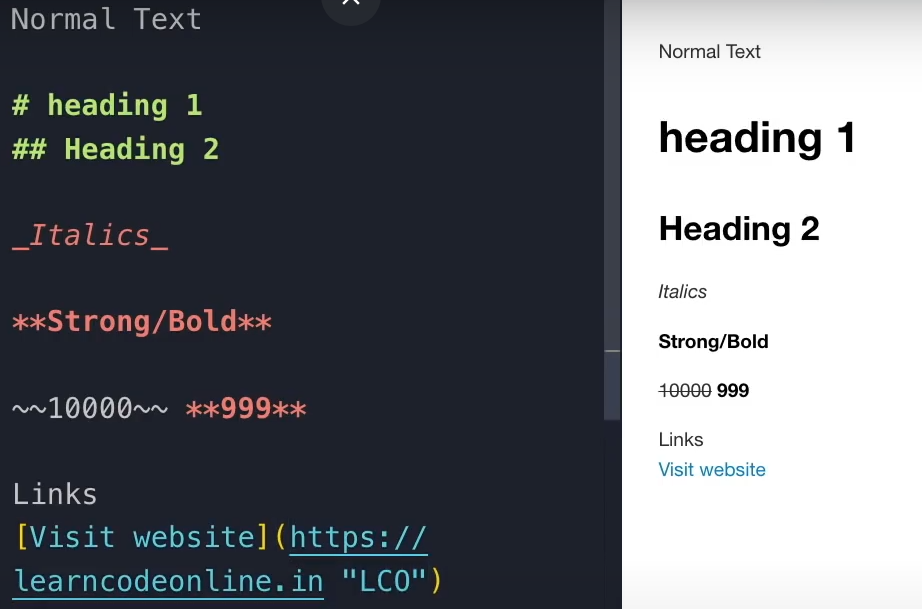 Normal Text
# heading 1
## Heading 2
_Italics_
**Strong/Bold**
~~10000~~ **999**
Links
[Visit website](https://
learncodeonline.in "LCO")
Normal Text
heading 1
Heading 2
Italics
Strong/Bold
10000 999
Links
Visit website